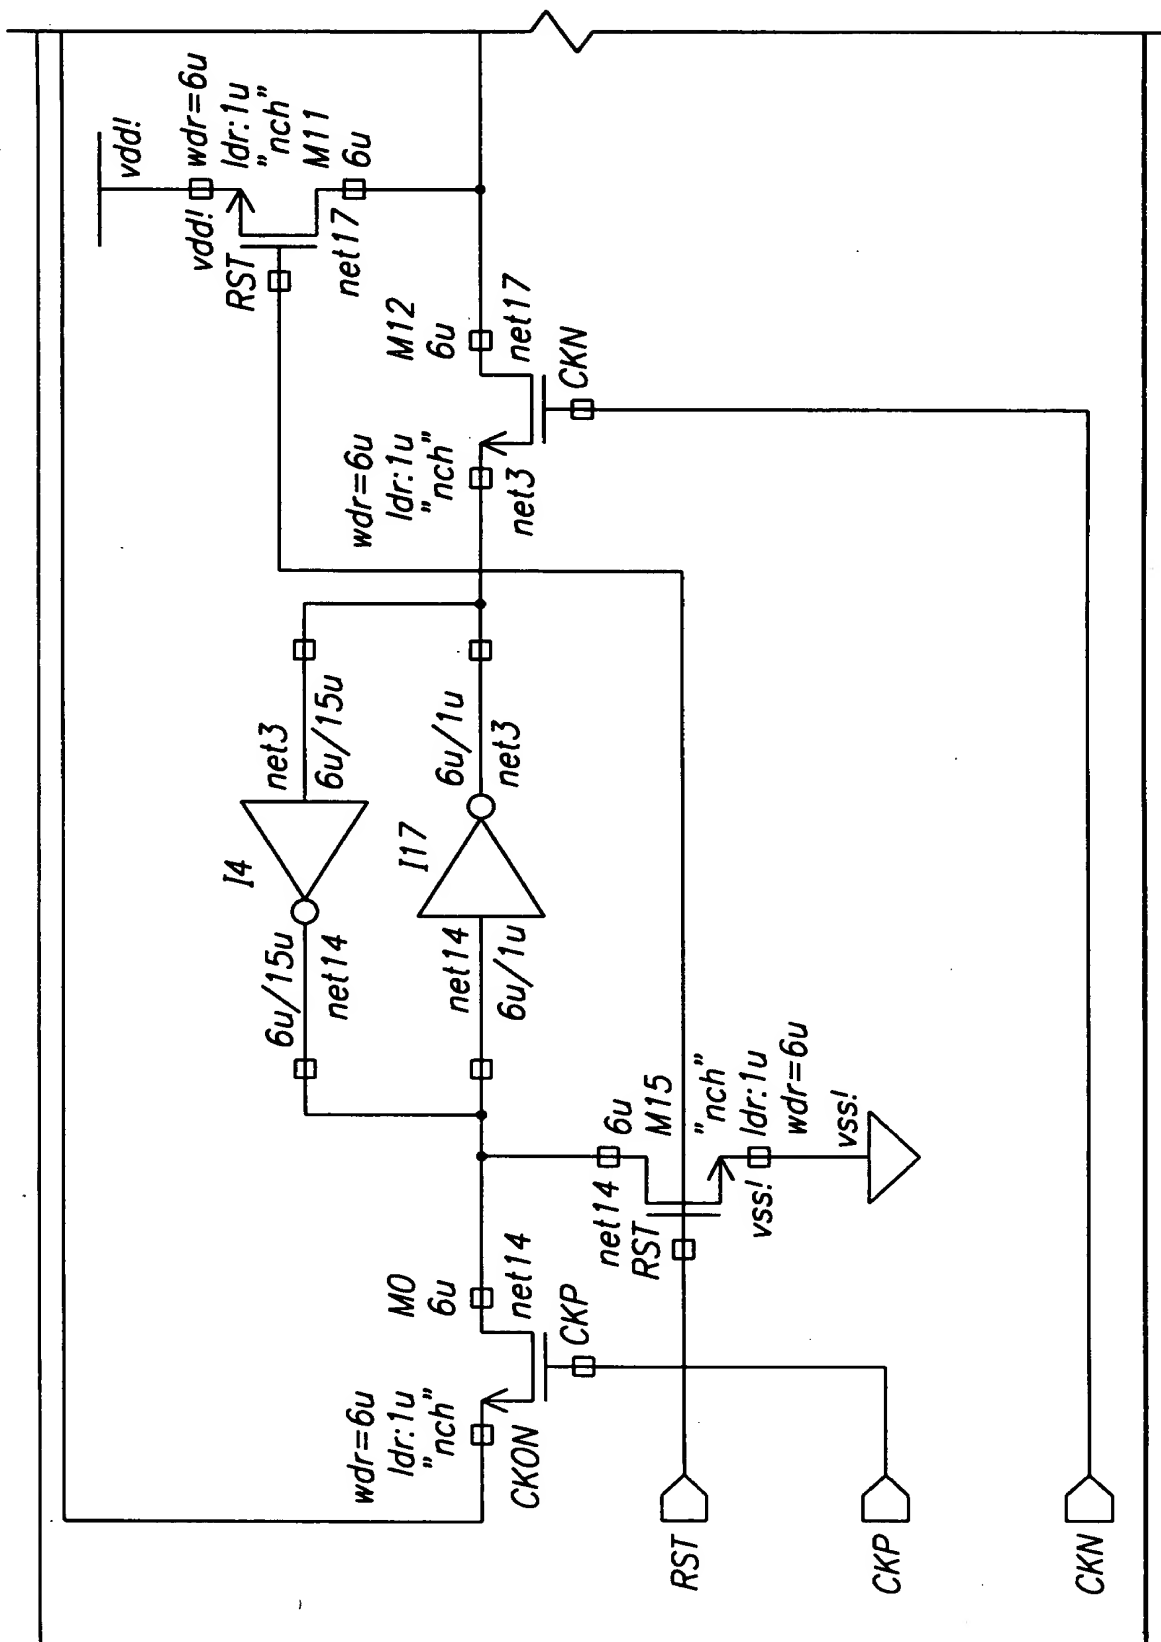 vdd!
wdr=6u
ldr:1u
"nch"
M11
6u
vdd!
RST
net17
M12
6u
net17
CKN
wdr=6u
ldr:1u
"nch"
net3
net3
6u/15u
I4
6u/15u
net14
6u/1u
net3
I17
net14
6u/1u
6u
M15
"nch"
ldr:1u
wdr=6u
vss!
net14
RST
vss!
M0
6u
net14
CKP
wdr=6u
ldr:1u
"nch"
CKON
RST
CKP
CKN